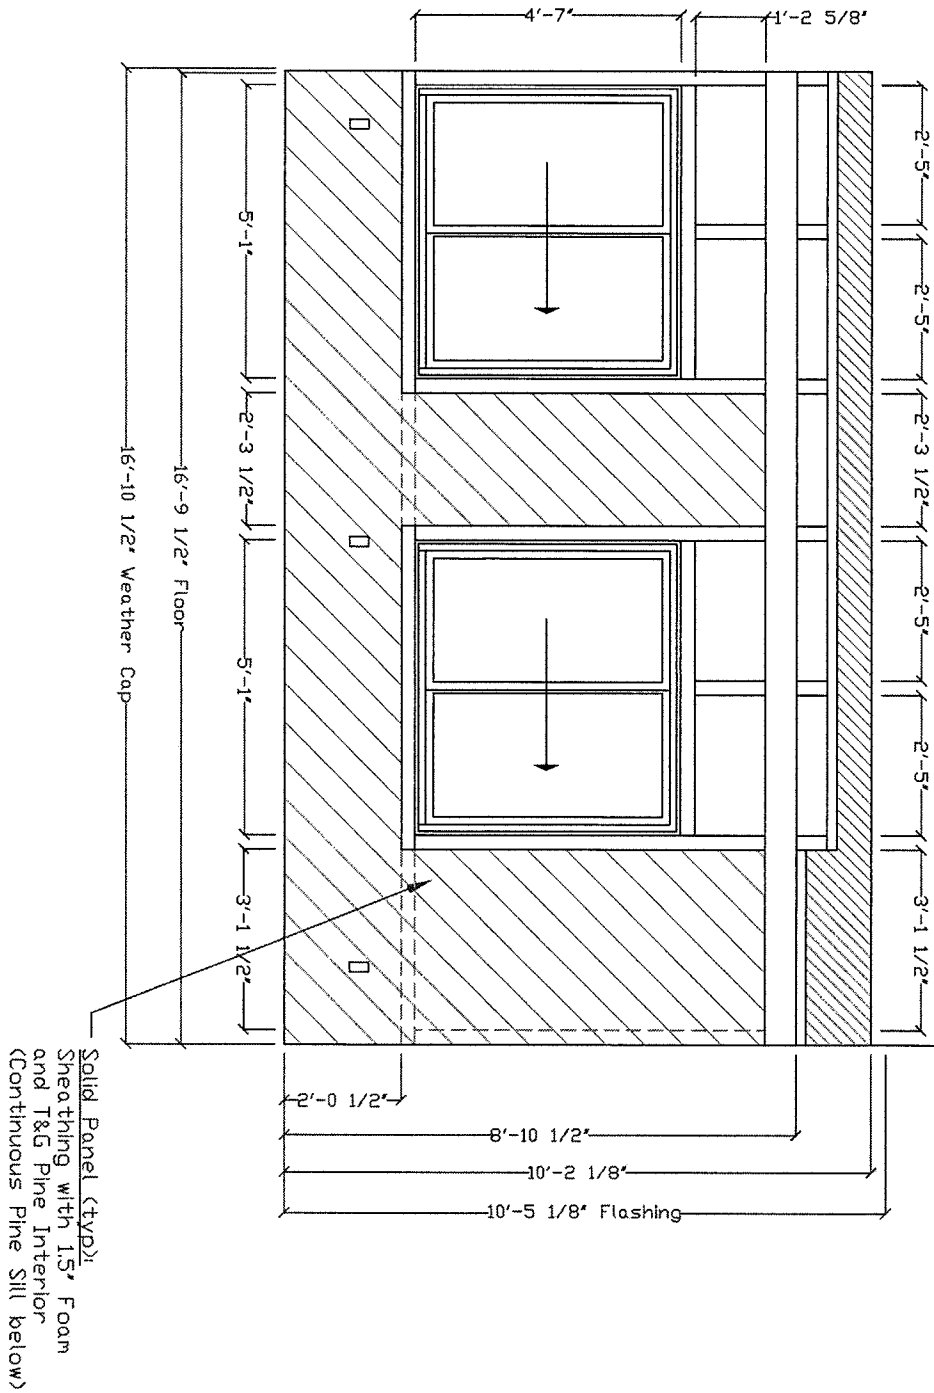 4'-7"
1'-2 5/8"
2'-5"
2'-5"
2'-3 1/2"
2'-5"
2'-5"
3'-1 1/2"
5'-1"
2'-3 1/2"
5'-1"
3'-1 1/2"
16'-9 1/2" Floor
16'-10 1/2" Weather Cap
2'-0 1/2"
8'-10 1/2"
10'-2 1/8"
10'-5 1/8" Flashing
Solid Panel (typ):
Sheathing with 1.5" Foam
and T&G Pine Interior
(Continuous Pine Sill below)